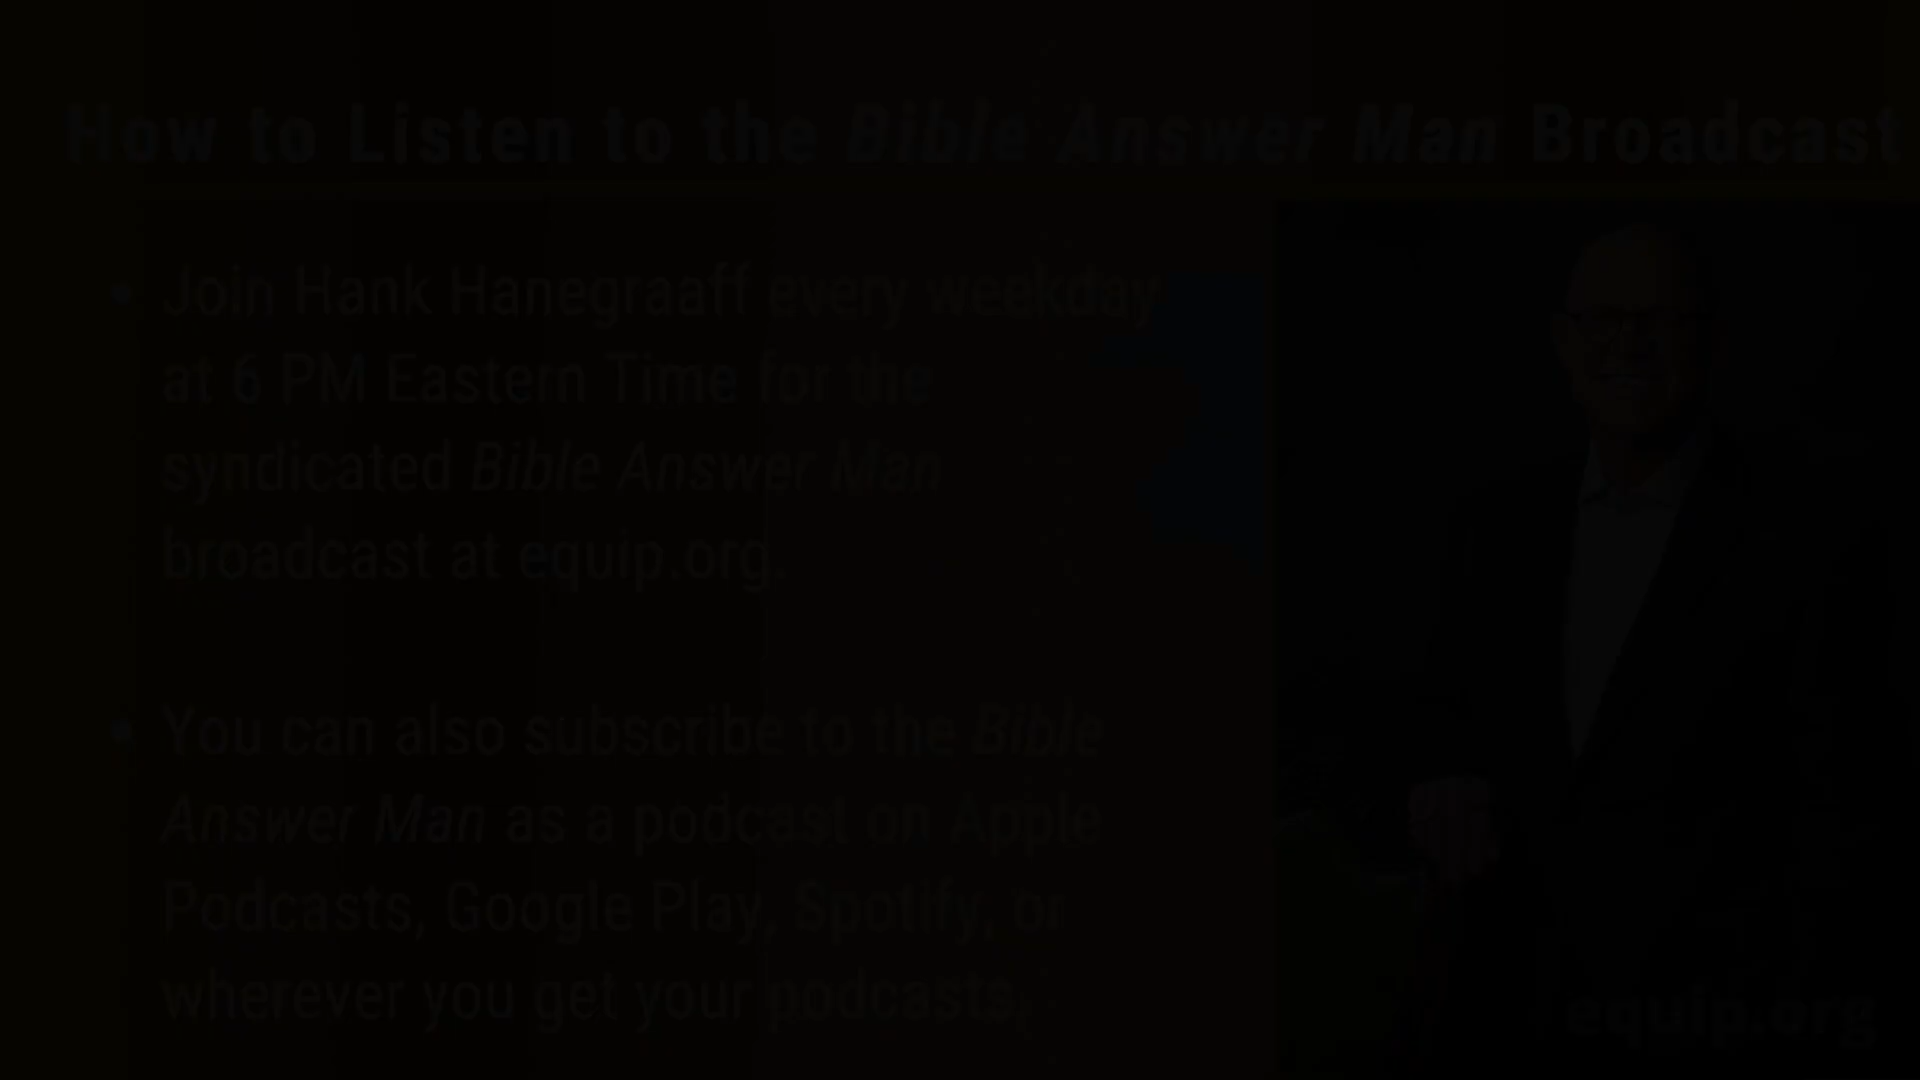 How to Listen to the Bible Answer Man Broadcast
• Join Hank Hanegraaff every weekday
at 6 PM Eastern Time for the
syndicated Bible Answer Man
broadcast at equip.org.
• You can also subscribe to the Bible
Answer Man as a podcast on Apple
Podcasts, Google Play, Spotify, or
wherever you get your podcasts.
equip.org